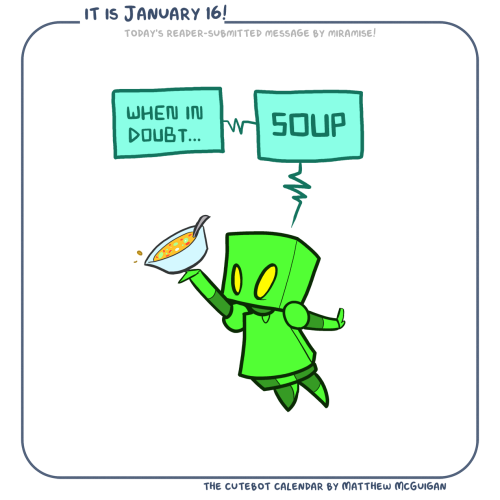 IT IS JANUARY 16!
TODAY'S READER-SUBMITTED MESSAGE BY MIRAMISE!
WHEN IN
DOUBT...
SOUP
THE CUTEBOT CALENDAR BY MATTHEW MCGUIGAN